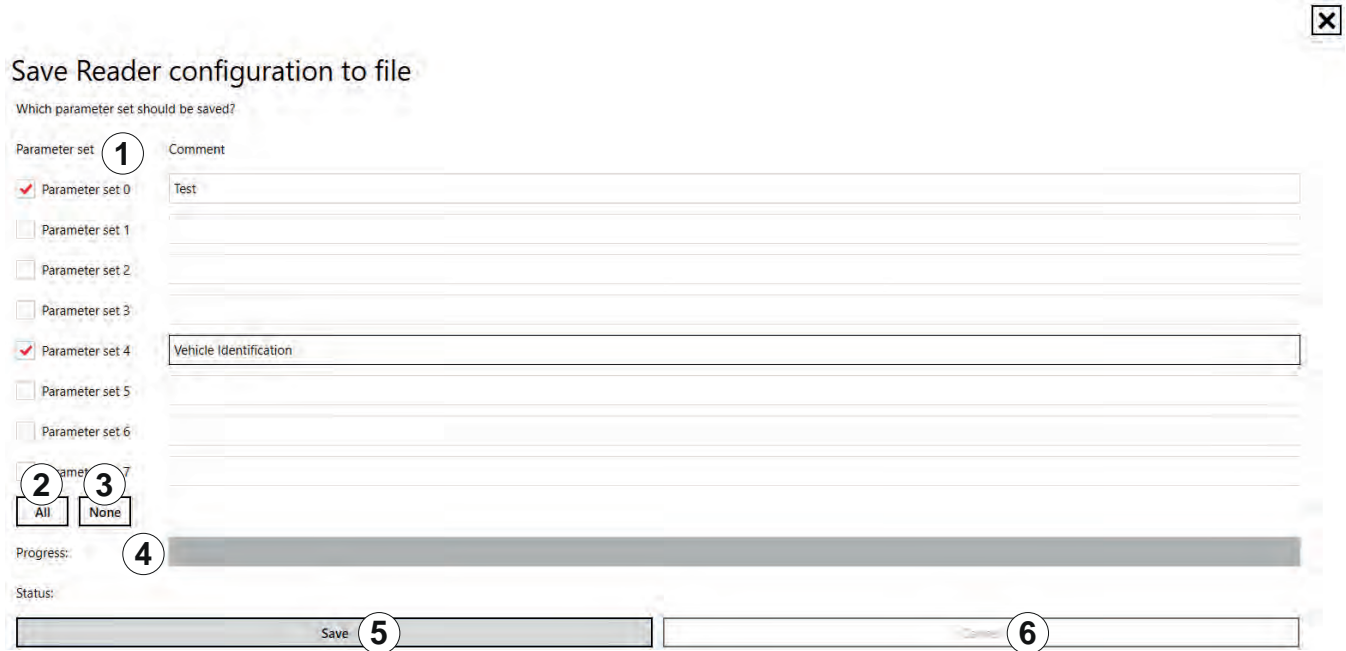 Save Reader configuration to file
Which parameter set should be saved?
Parameter set 1 Comment
Parameter set 0 Test
Parameter set 1
Parameter set 2
Parameter set 3
Parameter set 4 Vehicle Identification
Parameter set 5
Parameter set 6
7
2 3
All None
Progress: 4
Status:
Save 5 6